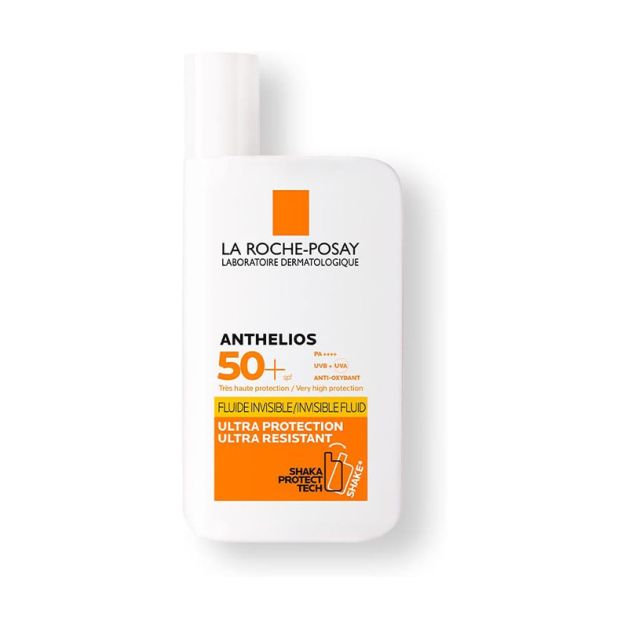 LA ROCHE-POSAY
LABORATOIRE DERMATOLOGIQUE
ANTHELIOS
50+
spf
PA ++++
UVB + UVA
ANTI-OXYDANT
Très haute protection / Very high protection
FLUIDE INVISIBLE/INVISIBLE FLUID
ULTRA PROTECTION
ULTRA RESISTANT
SHAKA
PROTECT
TECH
SHAKE*